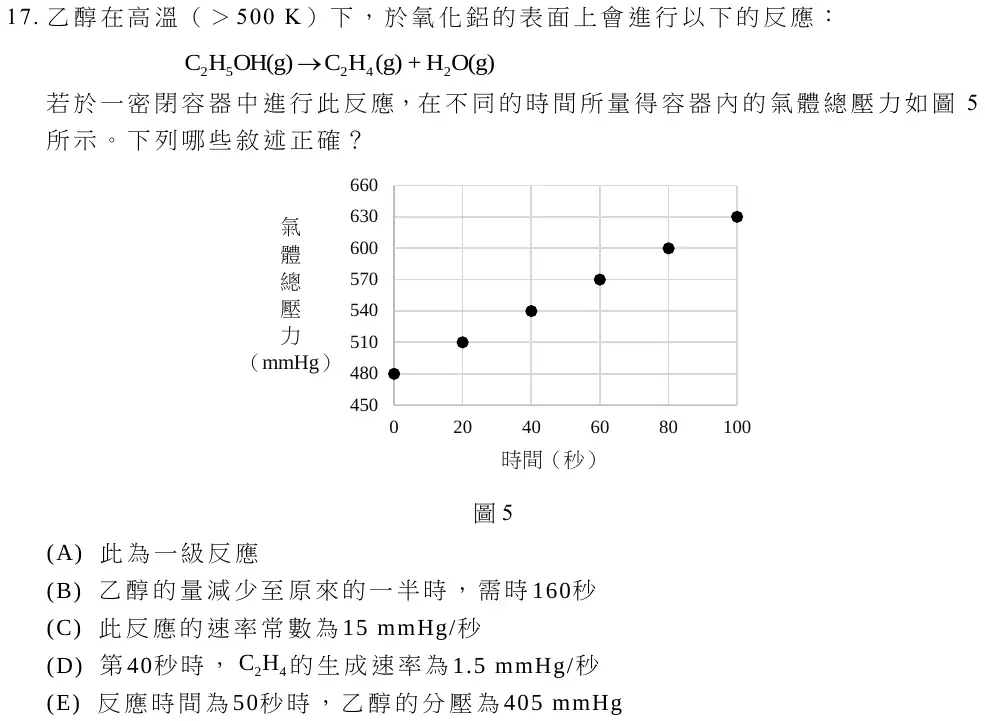 17. 乙醇在高溫（＞500 K）下，於氧化鋁的表面上會進行以下的反應：
C₂H₅OH(g) →C₂H₄(g) + H₂O(g)
若於一密閉容器中進行此反應，在不同的時間所量得容器內的氣體總壓力如圖 5
所示。下列哪些敘述正確？
660
630
600
570
540
510
480
450
氣
體
總
壓
力
（mmHg）
0 20 40 60 80 100
時間（秒）
圖 5
(A) 此為一級反應
(B) 乙醇的量減少至原來的一半時，需時160秒
(C) 此反應的速率常數為15 mmHg/秒
(D) 第40秒時， C₂H₄的生成速率為1.5 mmHg/秒
(E) 反應時間為50秒時，乙醇的分壓為405 mmHg